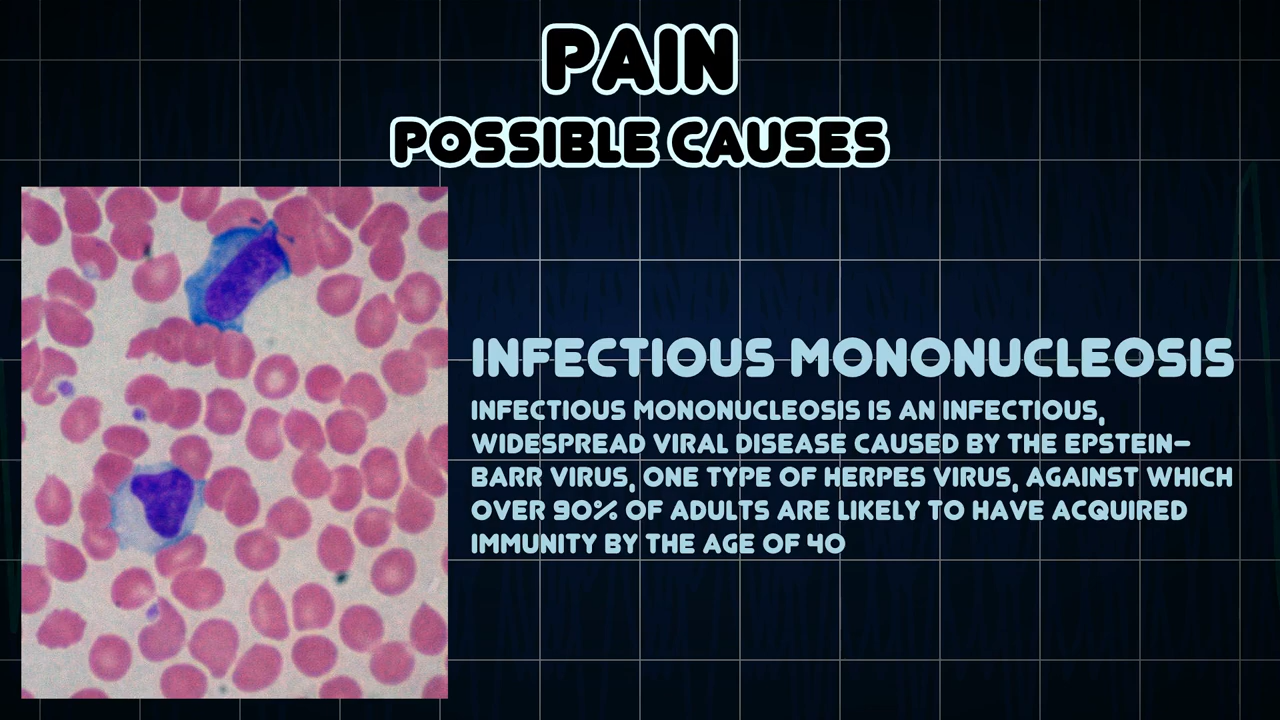 PAIN
POSSIBLE CAUSES
INFECTIOUS MONONUCLEOSIS
INFECTIOUS MONONUCLEOSIS IS AN INFECTIOUS,
WIDESPREAD VIRAL DISEASE CAUSED BY THE EPSTEIN-
BARR VIRUS, ONE TYPE OF HERPES VIRUS, AGAINST WHICH
OVER 90% OF ADULTS ARE LIKELY TO HAVE ACQUIRED
IMMUNITY BY THE AGE OF 40